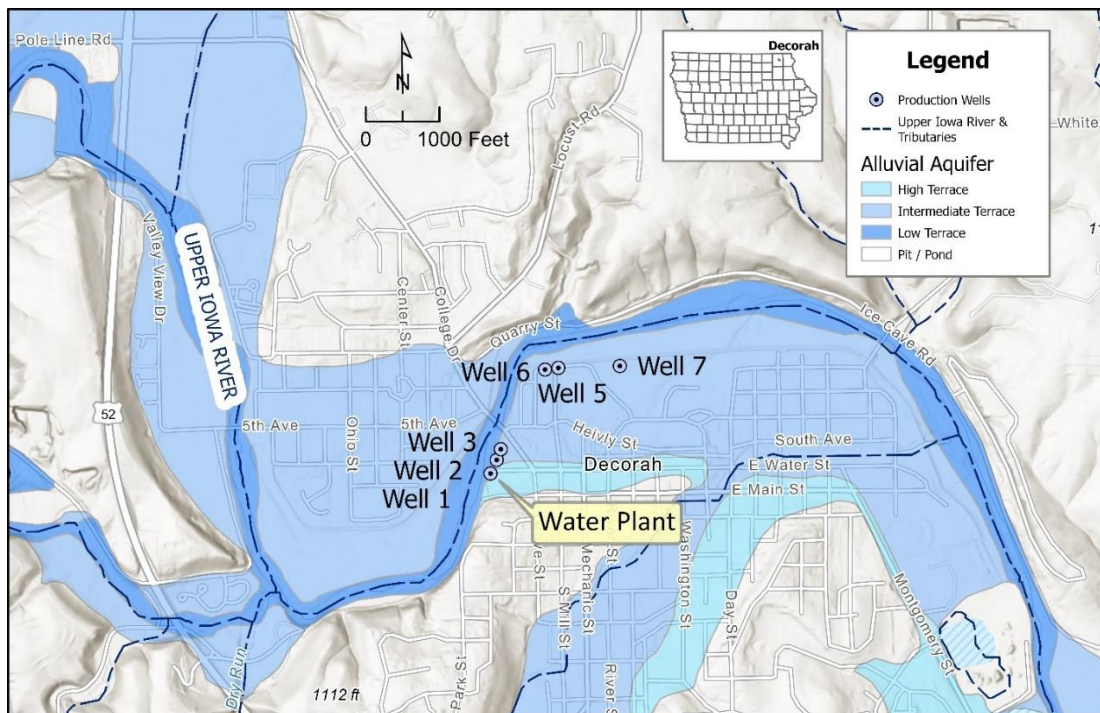 Pole Line Rd
N
0 1000 Feet
Locust Rd
Decorah
Legend
Production Wells
Upper Iowa River &
Tributaries
Alluvial Aquifer
High Terrace
Intermediate Terrace
Low Terrace
Pit / Pond
White
Valley View Dr
UPPER IOWA RIVER
Center St
College Dr
Quarry St
Ice Cave Rd
Well 6
Well 5
Well 7
52
5th Ave
Ohio St
5th Ave
Well 3
Well 2
Well 1
Heivly St
Decorah
South Ave
E Water St
E Main St
Water Plant
Washington St
Mechanic St
S Mill St
Day St
Montgomery St
Park St
River S
Dry Run
1112 ft